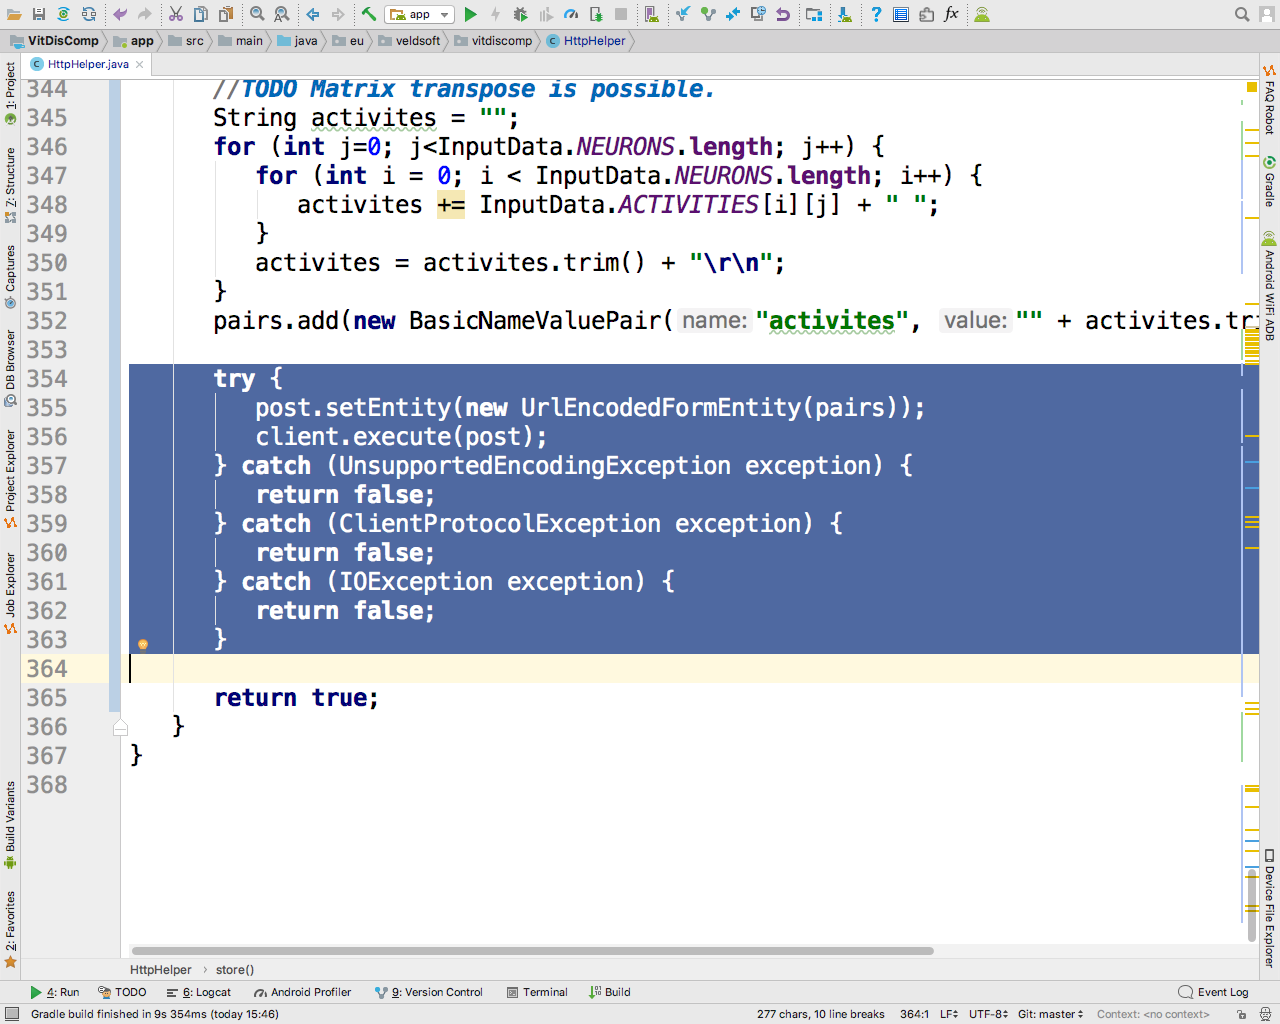 app
VitDisComp app src main java eu veldsoft vitdiscomp HttpHelper
HttpHelper.java
344 //TODO Matrix transpose is possible.
345 String activites = "";
346 for (int j=0; j<InputData.NEURONS.length; j++) {
347 for (int i = 0; i < InputData.NEURONS.length; i++) {
348 activites += InputData.ACTIVITIES[i][j] + " ";
349 }
350 activites = activites.trim() + "\r\n";
351 }
352 pairs.add(new BasicNameValuePair( name: "activites", value: "" + activites.tri
353
354 try {
355 post.setEntity(new UrlEncodedFormEntity(pairs));
356 client.execute(post);
357 } catch (UnsupportedEncodingException exception) {
358 return false;
359 } catch (ClientProtocolException exception) {
360 return false;
361 } catch (IOException exception) {
362 return false;
363 }
364
365 return true;
366 }
367 }
368
1: Project
7: Structure
Captures
DB Browser
Project Explorer
Job Explorer
Build Variants
2: Favorites
FAQ Robot
Gradle
Android WiFi ADB
Device File Explorer
HttpHelper › store()
4: Run TODO 6: Logcat Android Profiler 9: Version Control Terminal Build Event Log
Gradle build finished in 9s 354ms (today 15:46) 277 chars, 10 line breaks 364:1 LF UTF-8 Git: master Context: <no context>